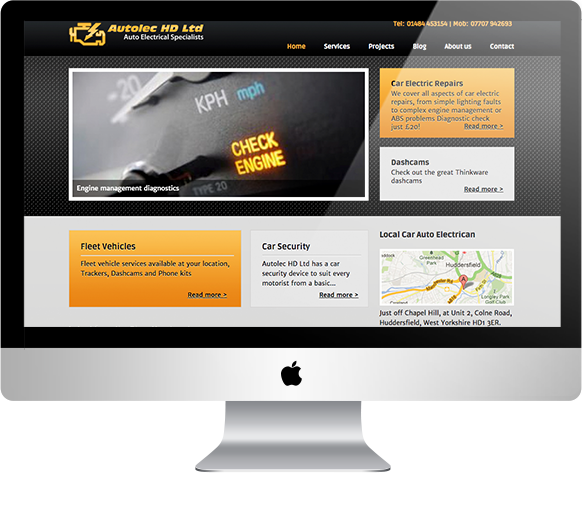 Autolec HD Ltd
Auto Electrical Specialists
Tel: 01484 453154 | Mob: 07707 942693
Home Services Projects Blog About us Contact
KPH mph
CHECK
ENGINE
TYPE 20
-20
Engine management diagnostics
Car Electric Repairs
We cover all aspects of car electric
repairs, from simple lighting faults
to complex engine management or
ABS problems Diagnostic check
just £20! Read more >
Dashcams
Check out the great Thinkware
dashcams
Read more >
Fleet Vehicles
Fleet vehicle services available at your location,
Trackers, Dashcams and Phone kits
Read more >
Car Security
Autolec HD Ltd has a car
security device to suit every
motorist from a basic...
Read more >
Local Car Auto Electrican
Greenhead
Park
Huddersfield
Manchester Rd
A
Longley Park
Golf Club
Just off Chapel Hill, at Unit 2, Colne Road,
Huddersfield, West Yorkshire HD1 3ER.